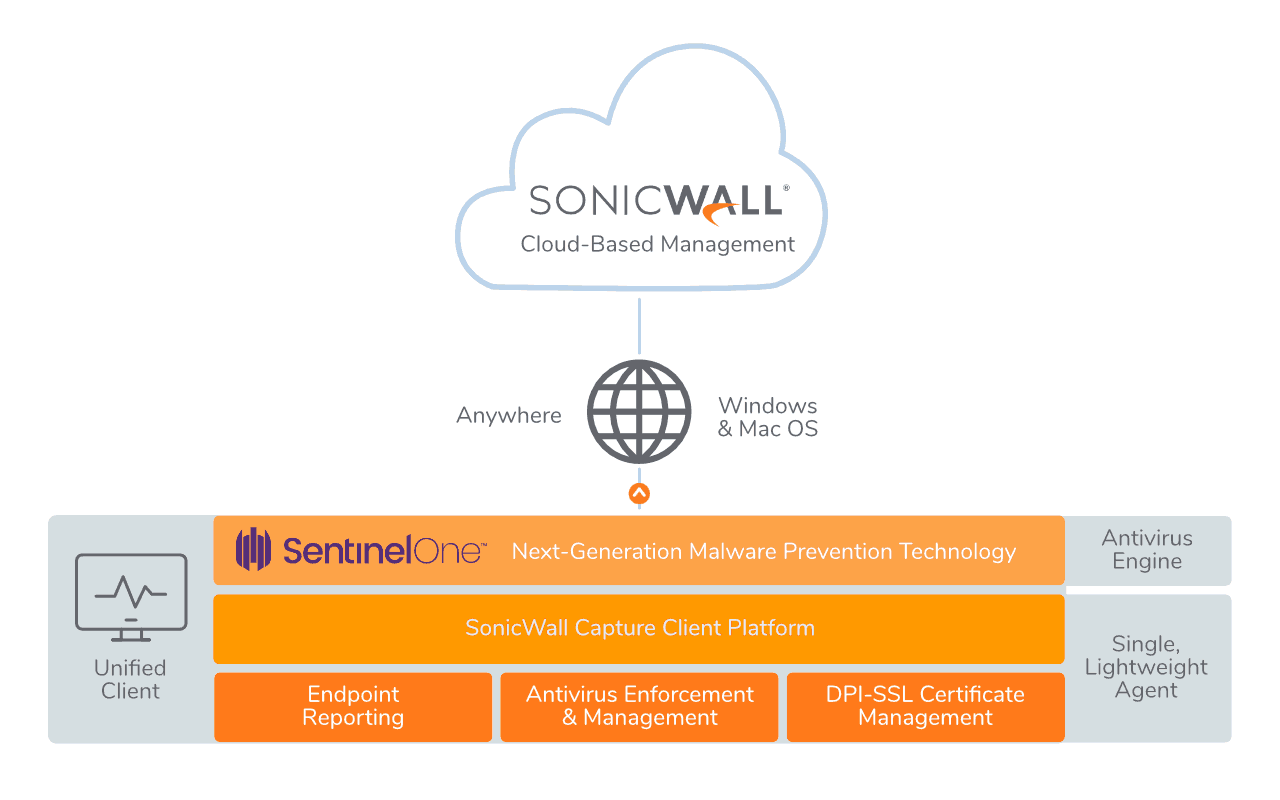 SONICWALL®
Cloud-Based Management
Anywhere
Windows
& Mac OS
SentinelOne™
Next-Generation Malware Prevention Technology
Antivirus
Engine
Unified
Client
SonicWall Capture Client Platform
Single,
Lightweight
Agent
Endpoint
Reporting
Antivirus Enforcement
& Management
DPI-SSL Certificate
Management